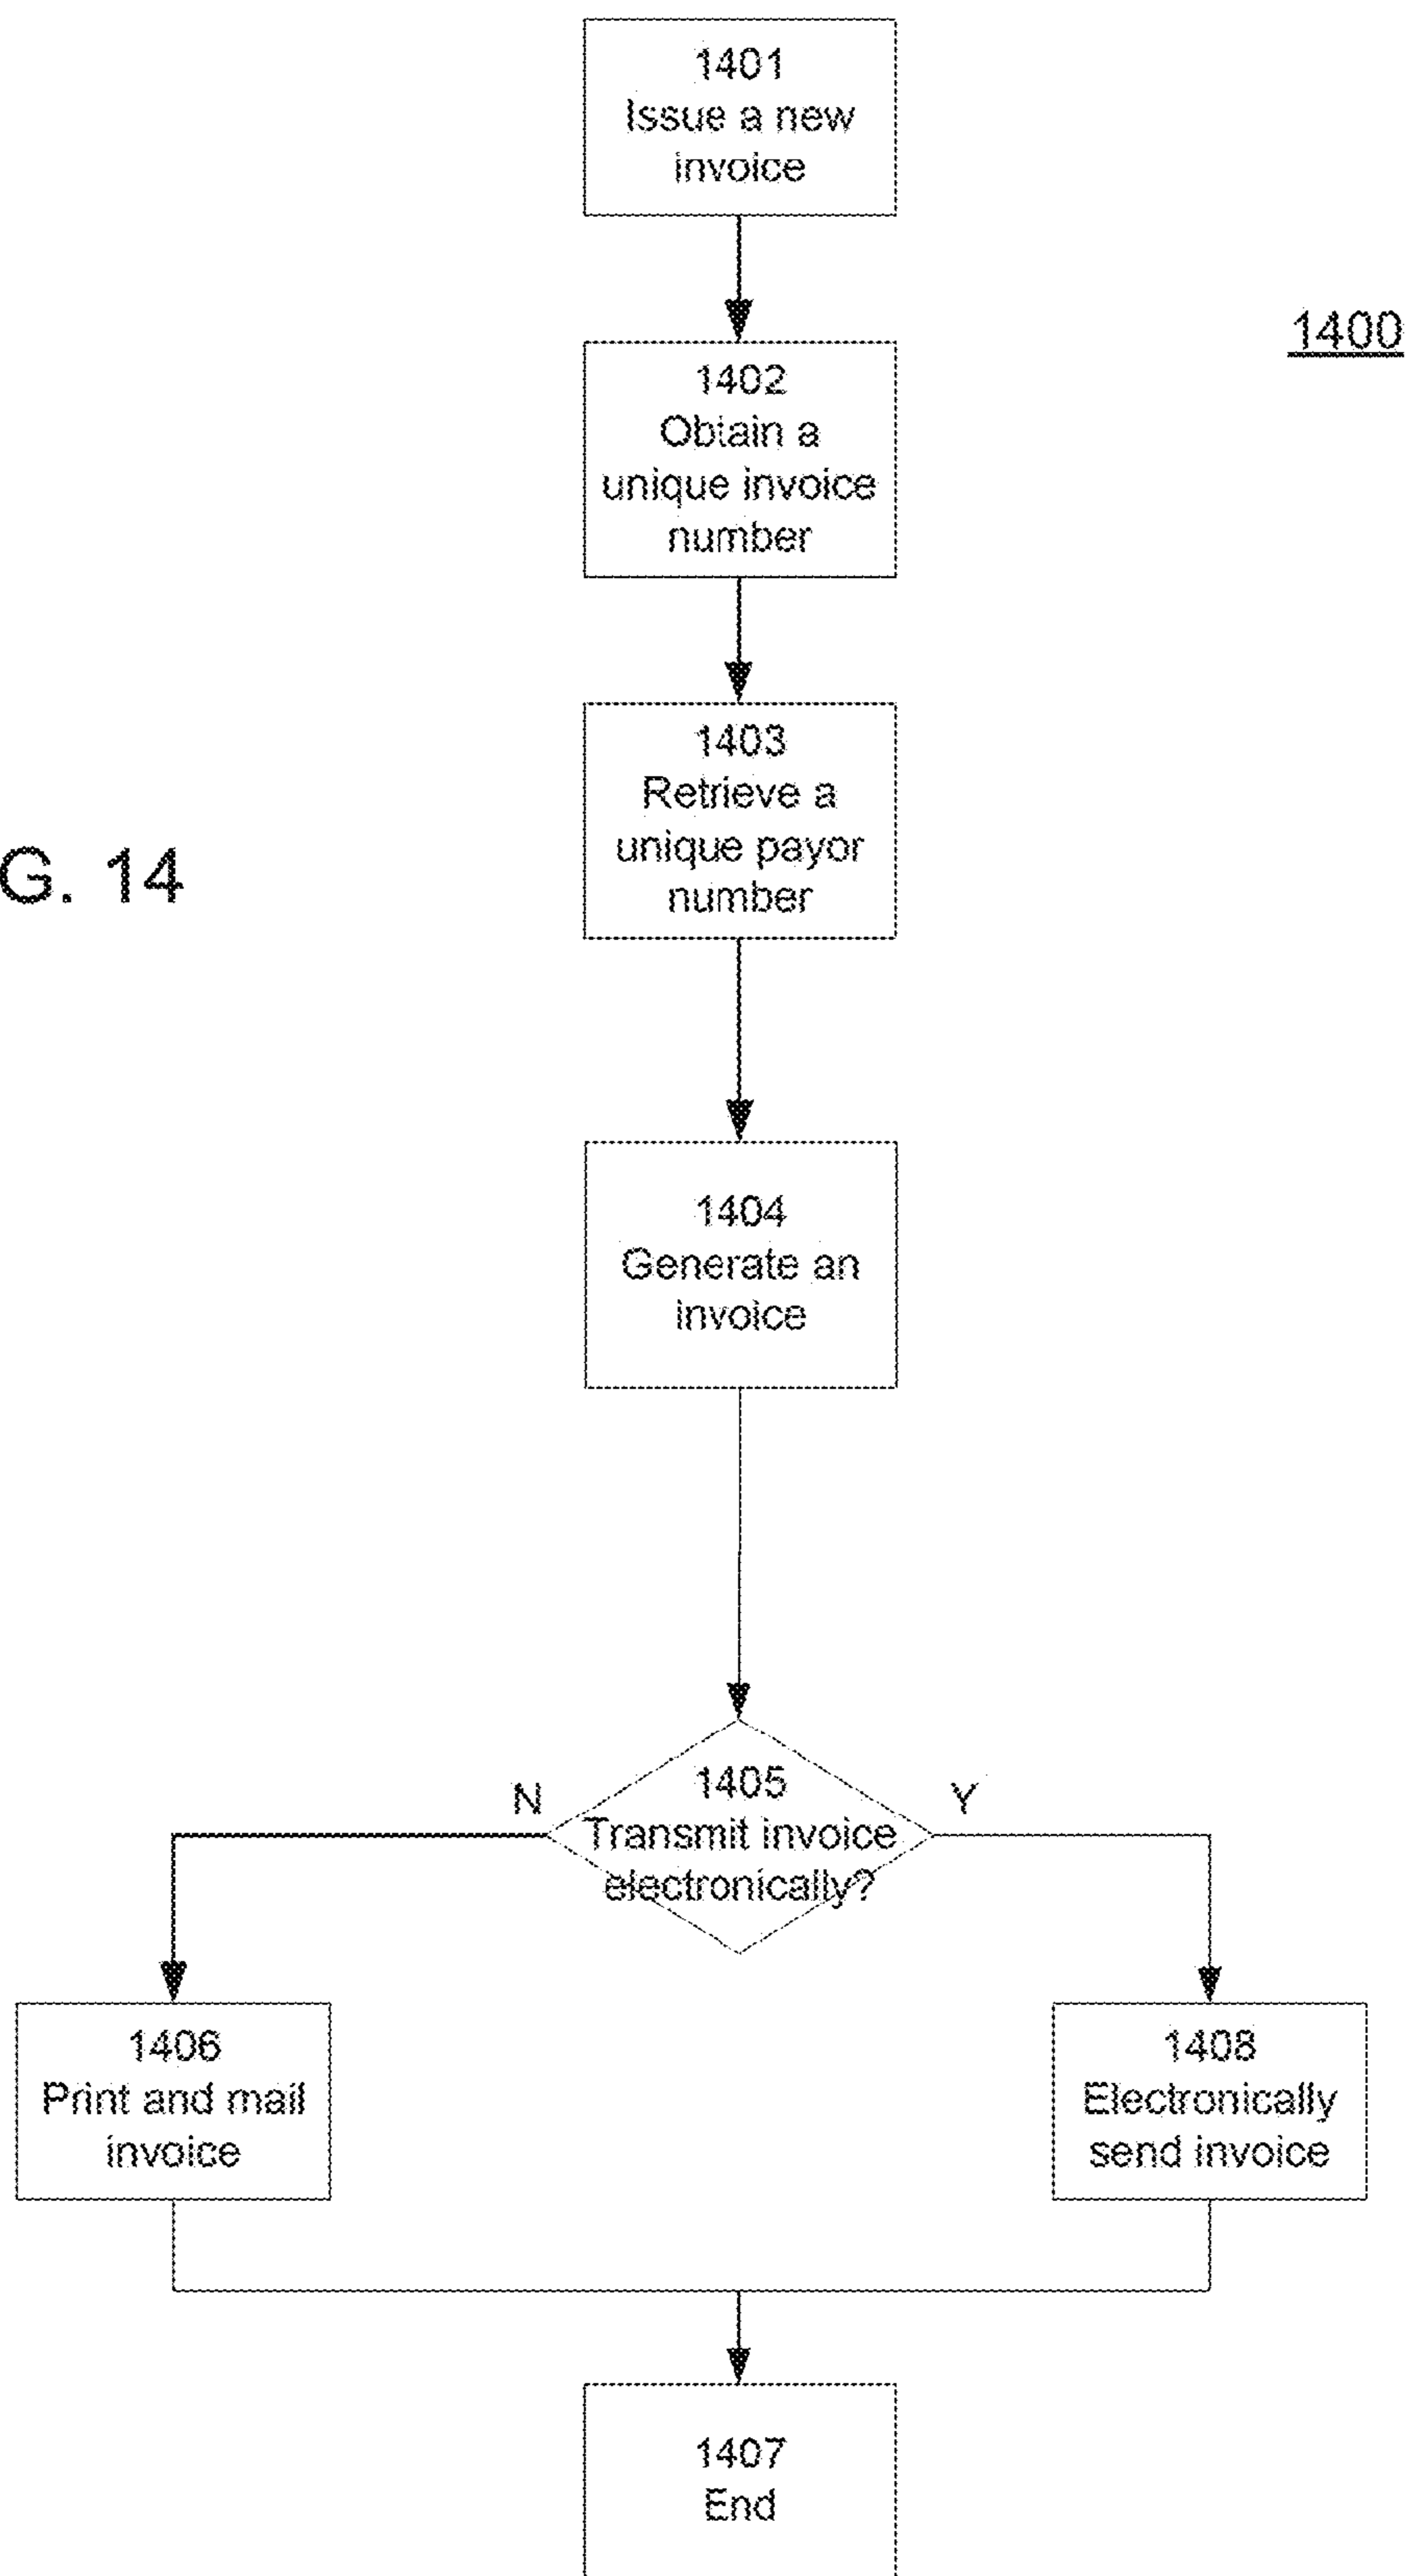 1401
Issue a new
invoice
1400
1402
Obtain a
unique invoice
number
1403
Retrieve a
unique payor
number
G. 14
1404
Generate an
invoice
N
1405
Y
Transmit invoice
electronically?
1406
Print and mail
invoice
1408
Electronically
send invoice
1407
End